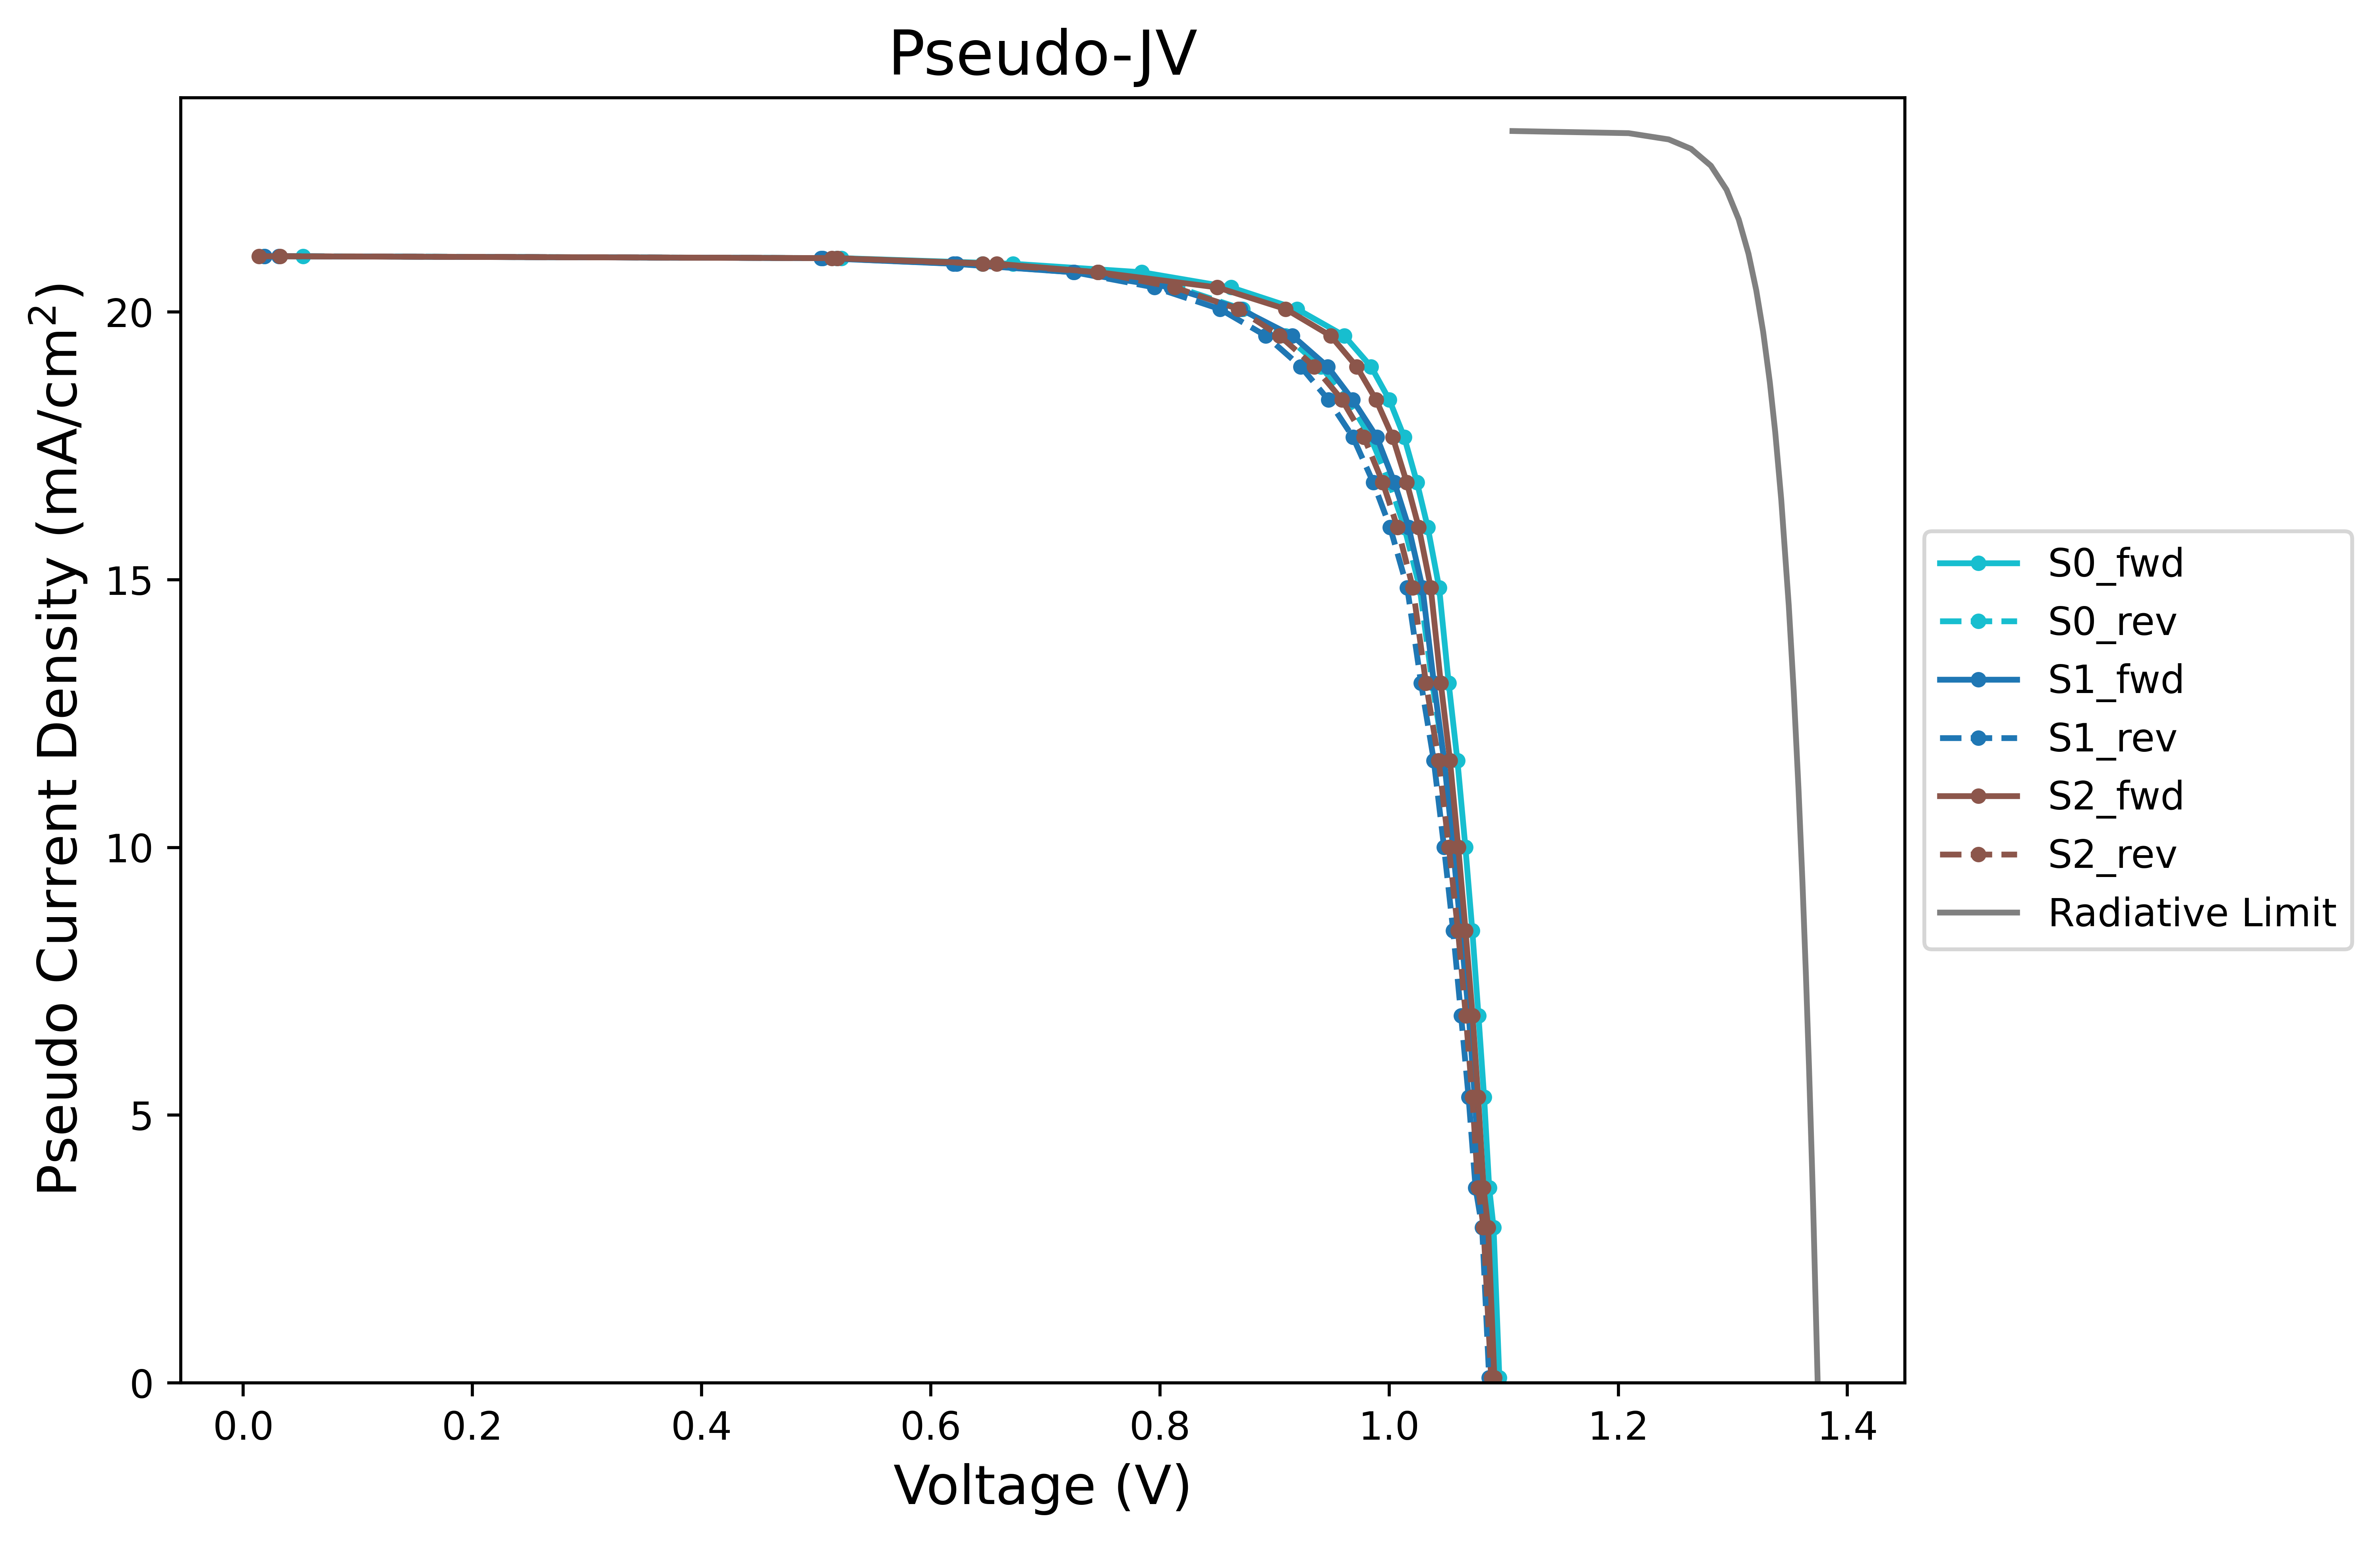 Pseudo-JV
Pseudo Current Density (mA/cm²)
20
15
10
5
0
0.0 0.2 0.4 0.6 0.8 1.0 1.2 1.4
Voltage (V)
S0_fwd
S0_rev
S1_fwd
S1_rev
S2_fwd
S2_rev
Radiative Limit